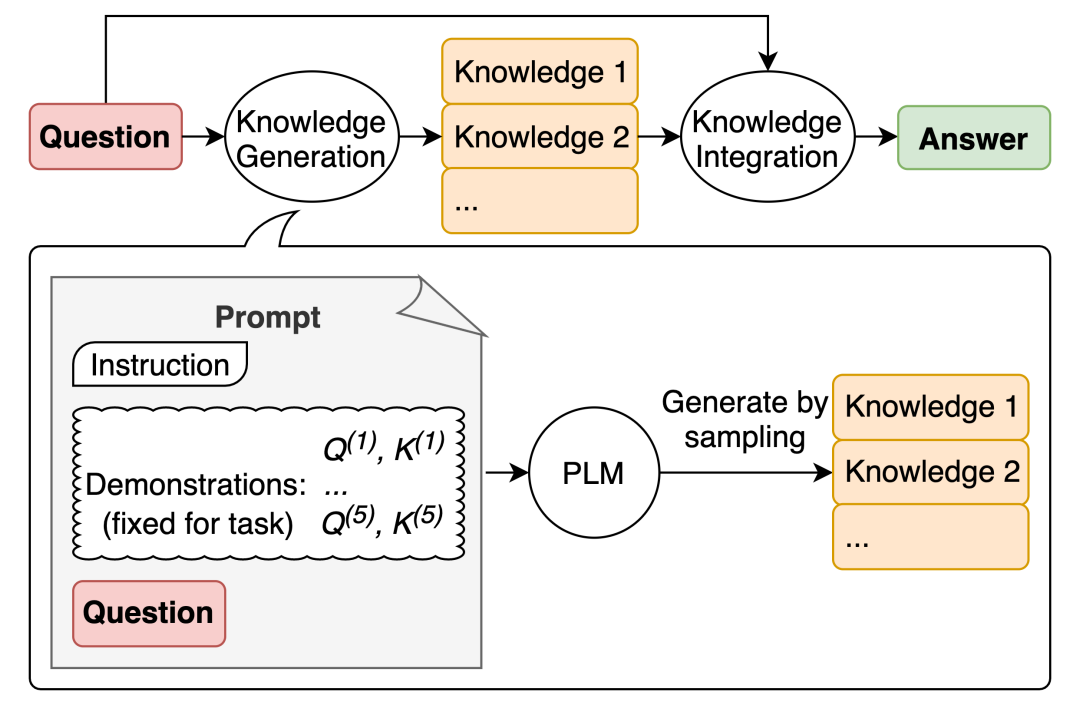 Question
Knowledge
Generation
Knowledge 1
Knowledge 2
...
Knowledge
Integration
Answer
Prompt
Instruction
Demonstrations:
(fixed for task)
Q(1), K(1)
...
Q(5), K(5)
Question
PLM
Generate by
sampling
Knowledge 1
Knowledge 2
...